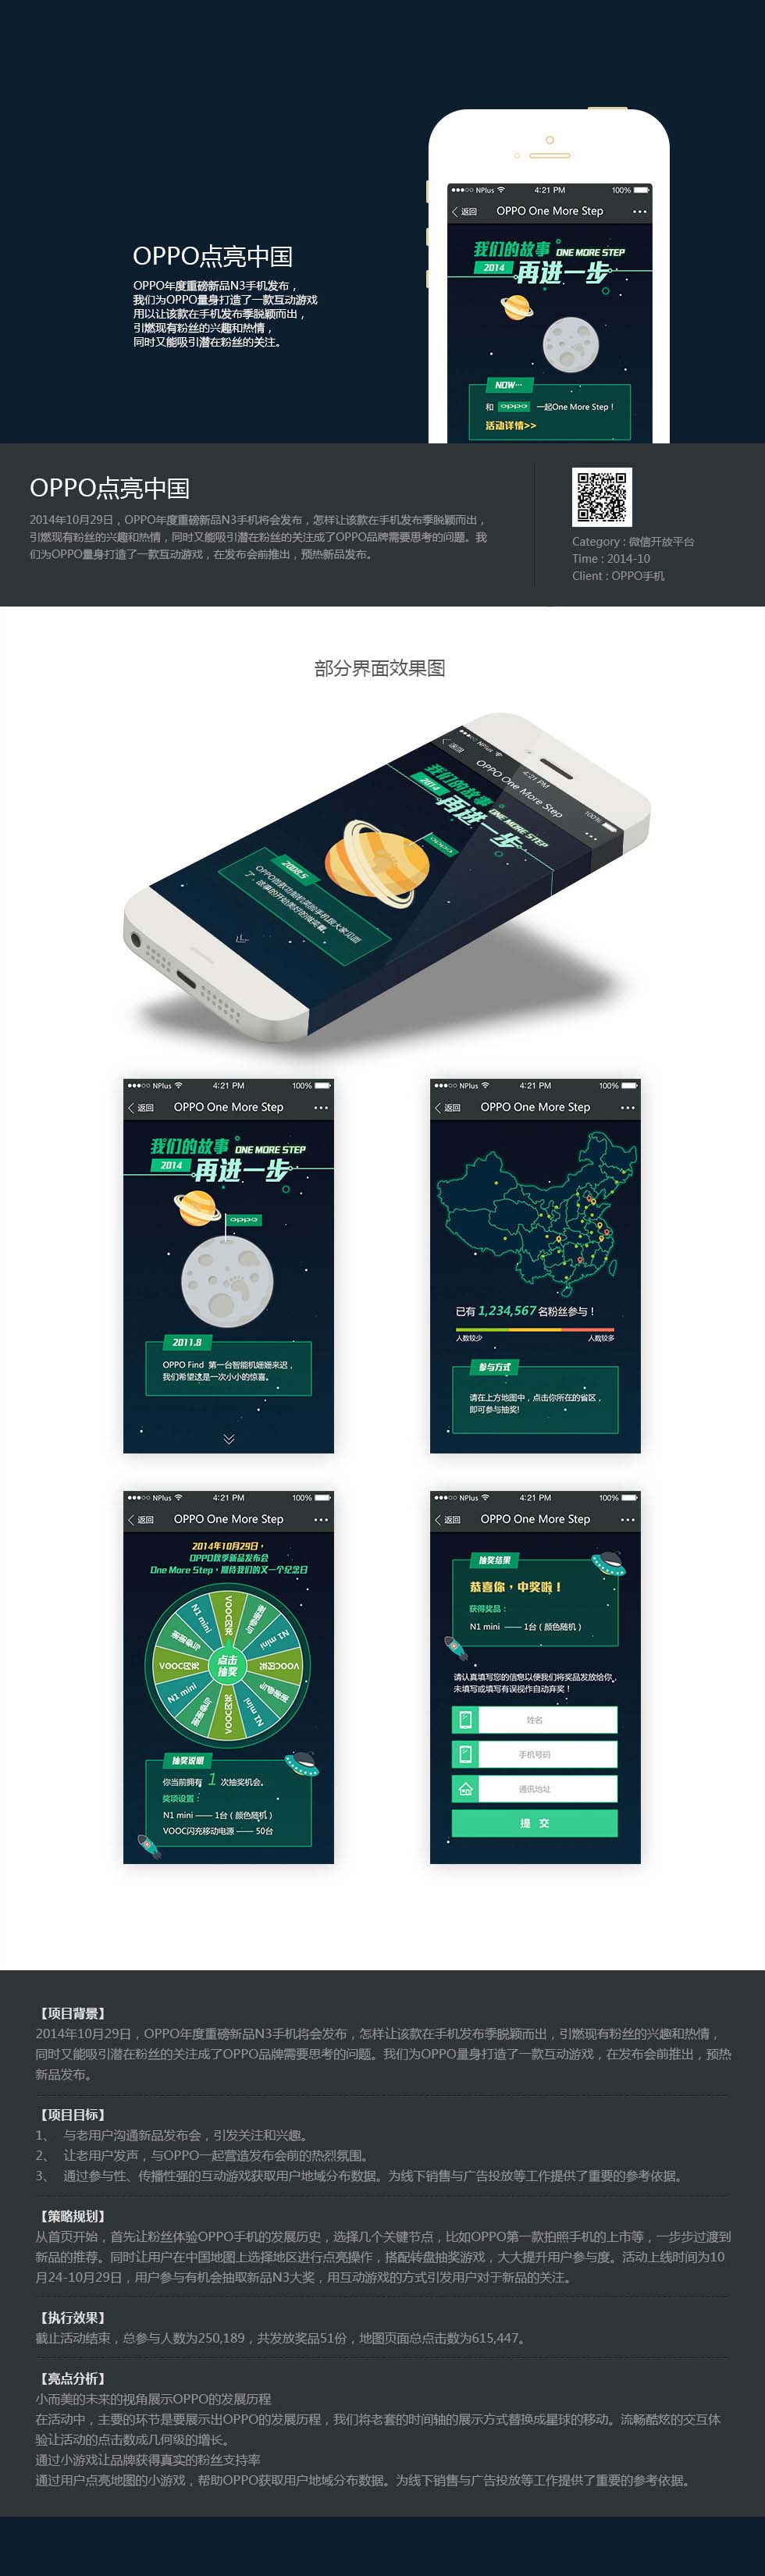 ●●●○○ NPlus 4:21 PM 100%
返回 OPPO One More Step
我们的故事 ONE MORE STEP
2014 再进一步
NOW…
和 oppo 一起One More Step！
活动详情>>
OPPO点亮中国
OPPO年度重磅新品N3手机发布，
我们为OPPO量身打造了一款互动游戏
用以让该款在手机发布季脱颖而出，
引燃现有粉丝的兴趣和热情，
同时又能吸引潜在粉丝的关注。
OPPO点亮中国
2014年10月29日，OPPO年度重磅新品N3手机将会发布，怎样让该款在手机发布季脱颖而出，
引燃现有粉丝的兴趣和热情，同时又能吸引潜在粉丝的关注成了OPPO品牌需要思考的问题。我
们为OPPO量身打造了一款互动游戏，在发布会前推出，预热新品发布。
Category : 微信开放平台
Time : 2014-10
Client : OPPO手机
部分界面效果图
●●●○○ NPlus 4:21 PM 100%
返回 OPPO One More Step
我们的故事 ONE MORE STEP
2014 再进一步
oppo
2008.5
●●●○○ NPlus 4:21 PM 100%
返回 OPPO One More Step
我们的故事 ONE MORE STEP
2014 再进一步
oppo
2011.8
OPPO Find 第一台智能机姗姗来迟，
我们希望这是一次小小的惊喜。
●●●○○ NPlus 4:21 PM 100%
返回 OPPO One More Step
已有 1,234,567 名粉丝参与！
人数较少 人数较多
参与方式
请在上方地图中，点击你所在的省区，
即可参与抽奖!
●●●○○ NPlus 4:21 PM 100%
返回 OPPO One More Step
2014年10月29日，
OPPO秋季新品发布会
One More Step，期待我们的又一个纪念日
VOOC闪充
谢谢参与
N1 mini
VOOC闪充
谢谢参与
N1 mini
VOOC闪充
谢谢参与
N1 mini
VOOC闪充
谢谢参与
N1 mini
点击
抽奖
抽奖说明
你当前拥有 1 次抽奖机会。
奖项设置：
N1 mini —— 1台（颜色随机）
VOOC闪充移动电源 —— 50台
●●●○○ NPlus 4:21 PM 100%
返回 OPPO One More Step
抽奖结果
恭喜你，中奖啦！
获得奖品：
N1 mini —— 1台（颜色随机）
请认真填写您的信息以便我们将奖品发放给你，
未填写或填写有误视作自动弃奖！
姓名
手机号码
通讯地址
提 交
【项目背景】
2014年10月29日，OPPO年度重磅新品N3手机将会发布，怎样让该款在手机发布季脱颖而出，引燃现有粉丝的兴趣和热情，
同时又能吸引潜在粉丝的关注成了OPPO品牌需要思考的问题。我们为OPPO量身打造了一款互动游戏，在发布会前推出，预热
新品发布。
【项目目标】
1、 与老用户沟通新品发布会，引发关注和兴趣。
2、 让老用户发声，与OPPO一起营造发布会前的热烈氛围。
3、 通过参与性、传播性强的互动游戏获取用户地域分布数据。为线下销售与广告投放等工作提供了重要的参考依据。
【策略规划】
从首页开始，首先让粉丝体验OPPO手机的发展历史，选择几个关键节点，比如OPPO第一款拍照手机的上市等，一步步过渡到
新品的推荐。同时让用户在中国地图上选择地区进行点亮操作，搭配转盘抽奖游戏，大大提升用户参与度。活动上线时间为10
月24-10月29日，用户参与有机会抽取新品N3大奖，用互动游戏的方式引发用户对于新品的关注。
【执行效果】
截止活动结束，总参与人数为250,189，共发放奖品51份，地图页面总点击数为615,447。
【亮点分析】
小而美的未来的视角展示OPPO的发展历程
在活动中，主要的环节是要展示出OPPO的发展历程，我们将老套的时间轴的展示方式替换成星球的移动。流畅酷炫的交互体
验让活动的点击数成几何级的增长。
通过小游戏让品牌获得真实的粉丝支持率
通过用户点亮地图的小游戏，帮助OPPO获取用户地域分布数据。为线下销售与广告投放等工作提供了重要的参考依据。